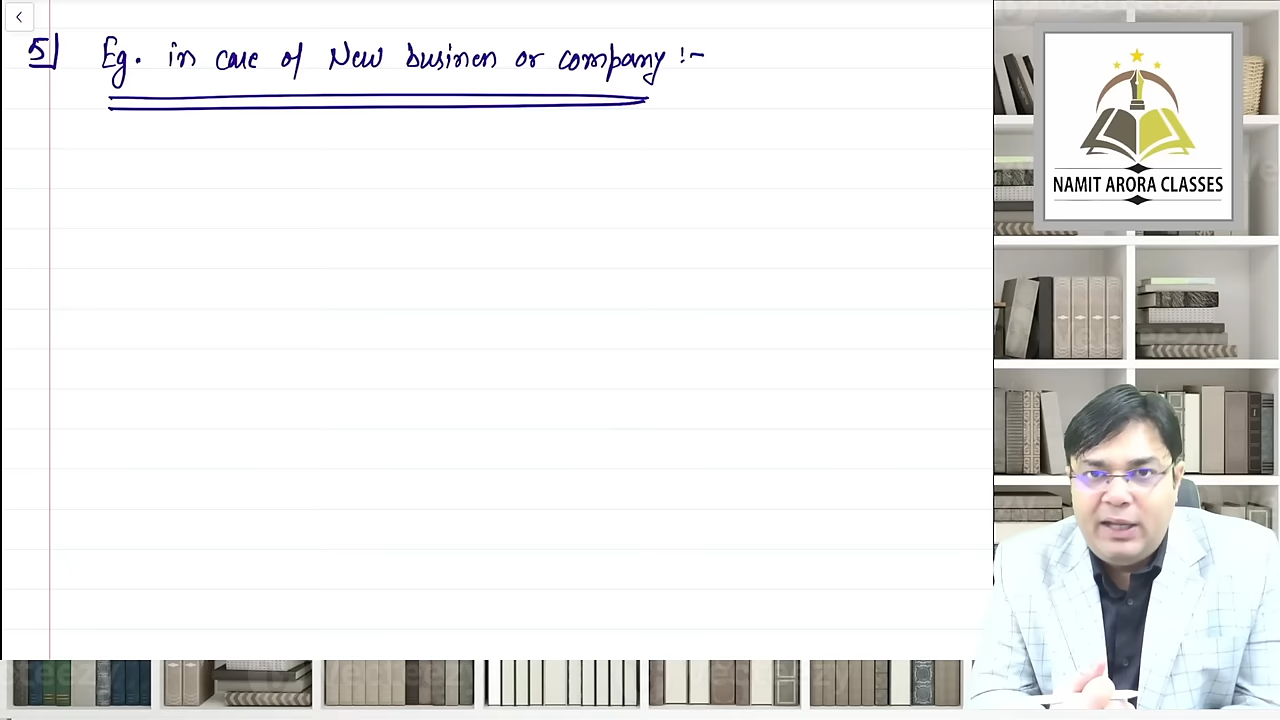 5| Eg. in case of New business or company :-
NAMIT ARORA CLASSES